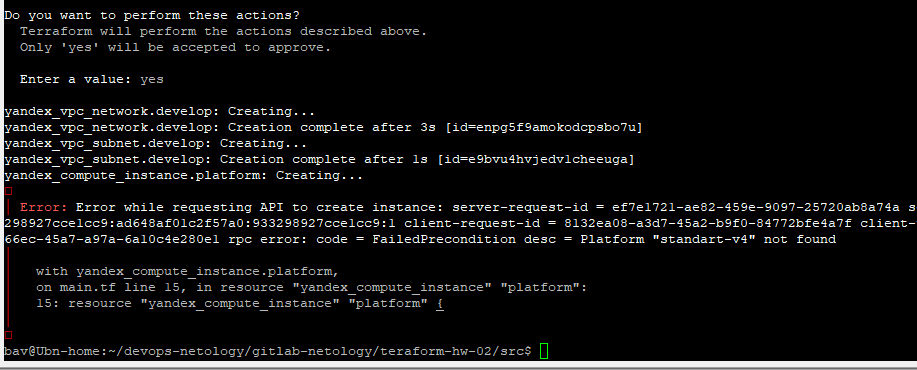 Do you want to perform these actions?
Terraform will perform the actions described above.
Only 'yes' will be accepted to approve.
Enter a value: yes
yandex_vpc_network.develop: Creating...
yandex_vpc_network.develop: Creation complete after 3s [id=enpg5f9amokodcpsbo7u]
yandex_vpc_subnet.develop: Creating...
yandex_vpc_subnet.develop: Creation complete after 1s [id=e9bvu4hvjedvlcheeuga]
yandex_compute_instance.platform: Creating...
Error: Error while requesting API to create instance: server-request-id = ef7e1721-ae82-459e-9097-25720ab8a74a s
298927cce1cc9:ad648af01c2f57a0:933298927cce1cc9:1 client-request-id = 8132ea08-a3d7-45a2-b9f0-84772bfe4a7f client-
66ec-45a7-a97a-6a10c4e280e1 rpc error: code = FailedPrecondition desc = Platform "standart-v4" not found
with yandex_compute_instance.platform,
on main.tf line 15, in resource "yandex_compute_instance" "platform":
15: resource "yandex_compute_instance" "platform" {
bav@Ubn-home:~/devops-netology/gitlab-netology/teraform-hw-02/src$